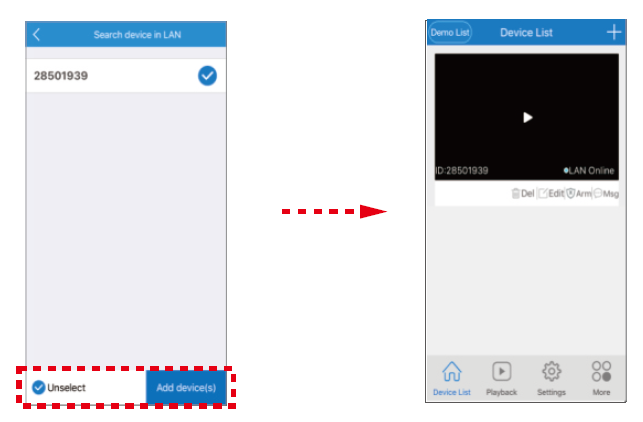 Search device in LAN
28501939
Unselect
Add device(s)
Demo List
Device List
ID:28501939
LAN Online
Del
Edit
Arm
Msg
Device List
Playback
Settings
More